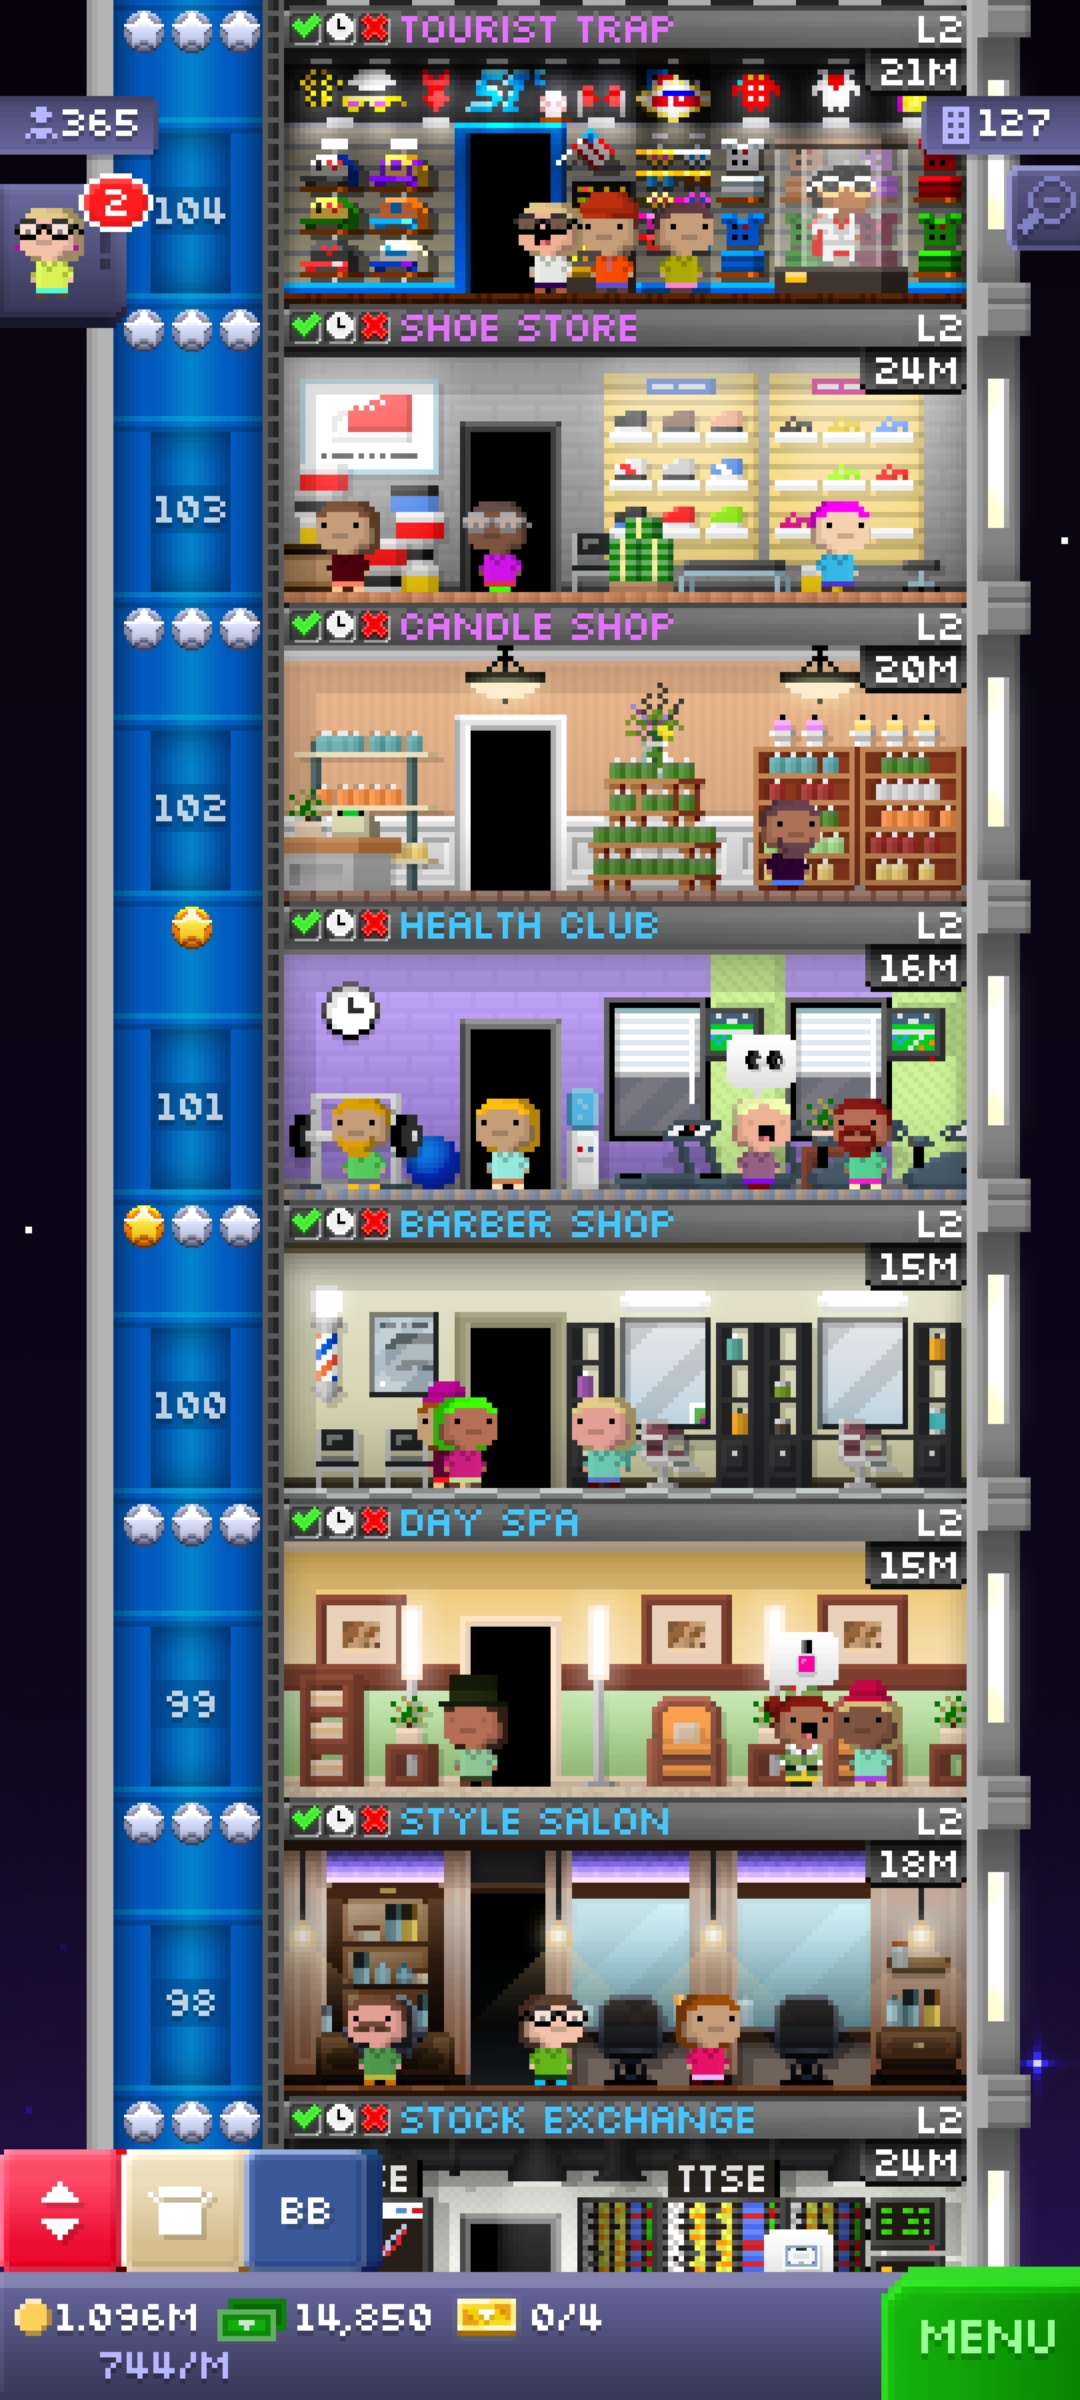 TOURIST TRAP L2
21M
365
127
2
104
SHOE STORE L2
24M
103
CANDLE SHOP L2
20M
102
HEALTH CLUB L2
16M
101
BARBER SHOP L2
15M
100
DAY SPA L2
15M
99
STYLE SALON L2
18M
98
STOCK EXCHANGE L2
24M
TTSE
BB
1.096M 14,850 0/4
744/M
MENU